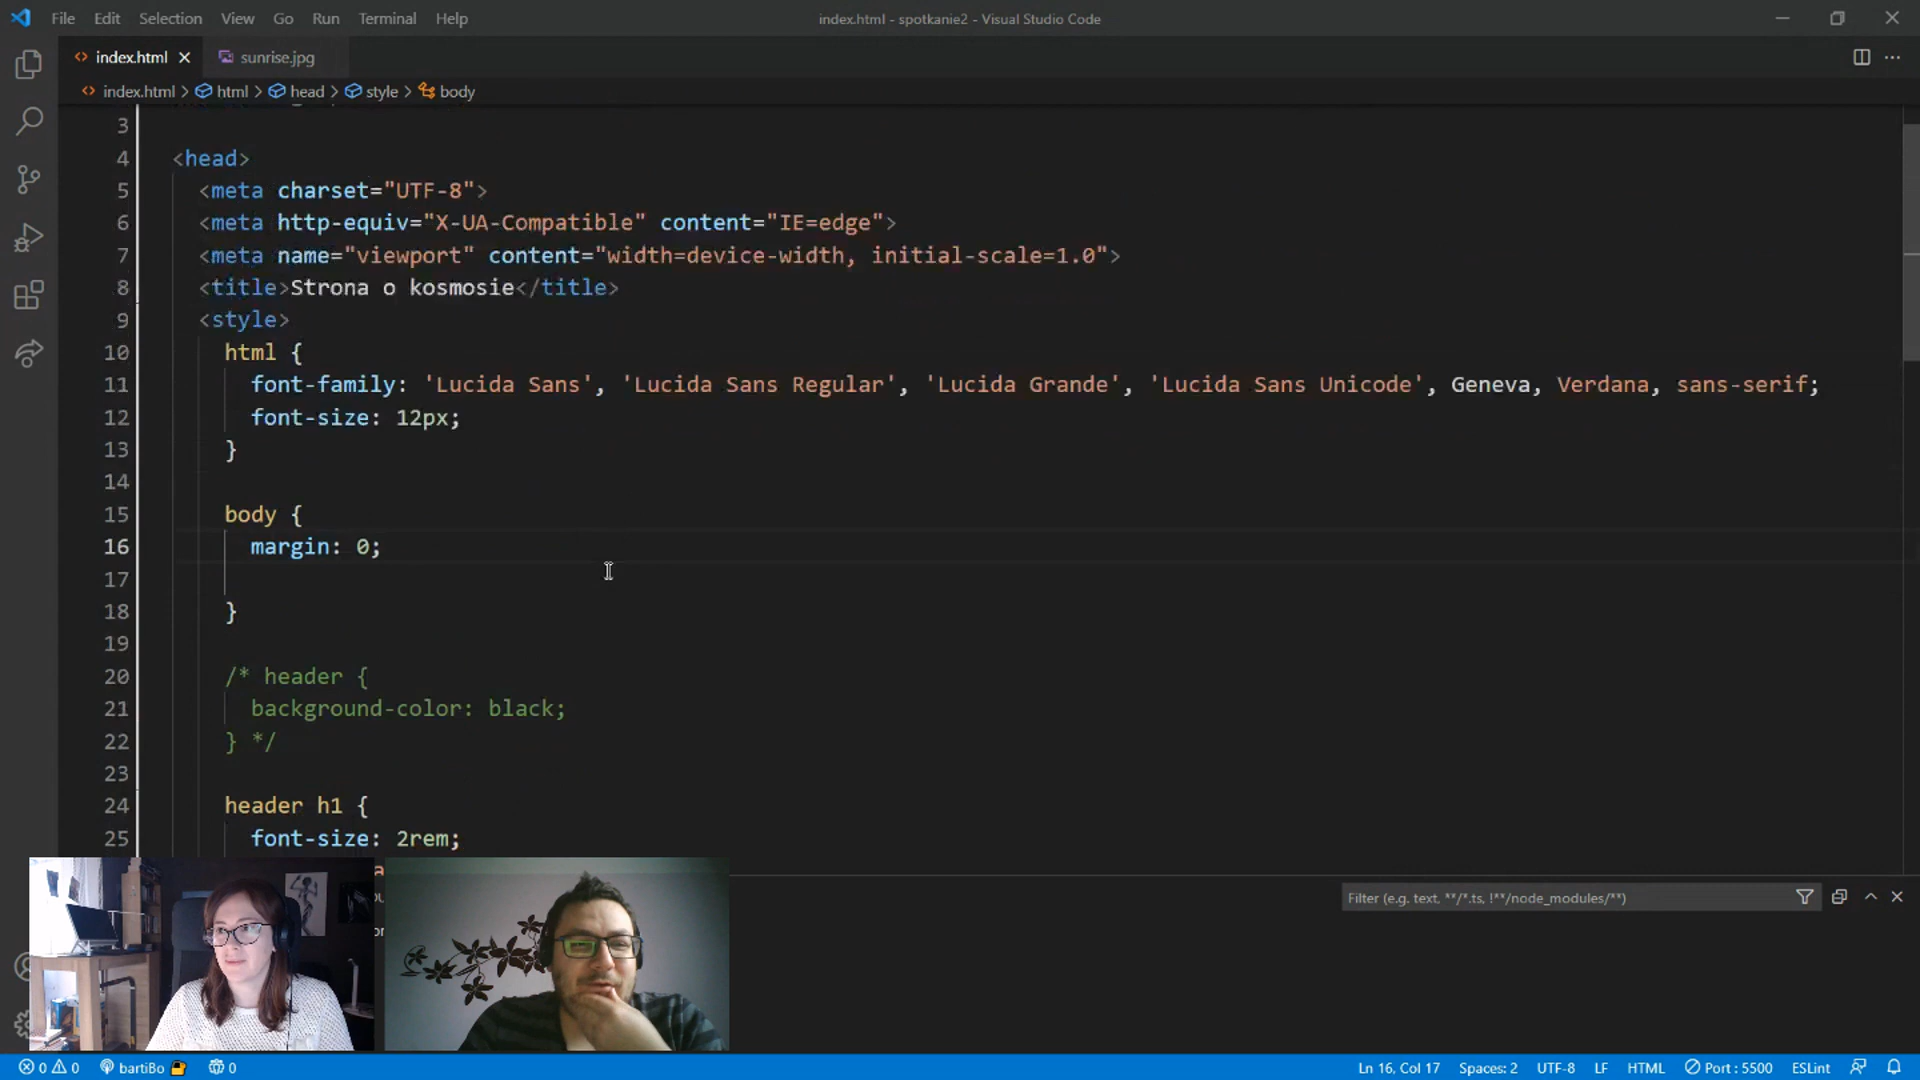 File Edit Selection View Go Run Terminal Help
index.html - spotkanie2 - Visual Studio Code
index.html
sunrise.jpg
index.html > html > head > style > body
3
4 <head>
5 <meta charset="UTF-8">
6 <meta http-equiv="X-UA-Compatible" content="IE=edge">
7 <meta name="viewport" content="width=device-width, initial-scale=1.0">
8 <title>Strona o kosmosie</title>
9 <style>
10 html {
11 font-family: 'Lucida Sans', 'Lucida Sans Regular', 'Lucida Grande', 'Lucida Sans Unicode', Geneva, Verdana, sans-serif;
12 font-size: 12px;
13 }
14
15 body {
16 margin: 0;
17
18 }
19
20 /* header {
21 background-color: black;
22 } */
23
24 header h1 {
25 font-size: 2rem;
Filter (e.g. text, **/*.ts, !**/node_modules/**)
0 0 bartiBo 0 Ln 16, Col 17 Spaces: 2 UTF-8 LF HTML Port : 5500 ESLint